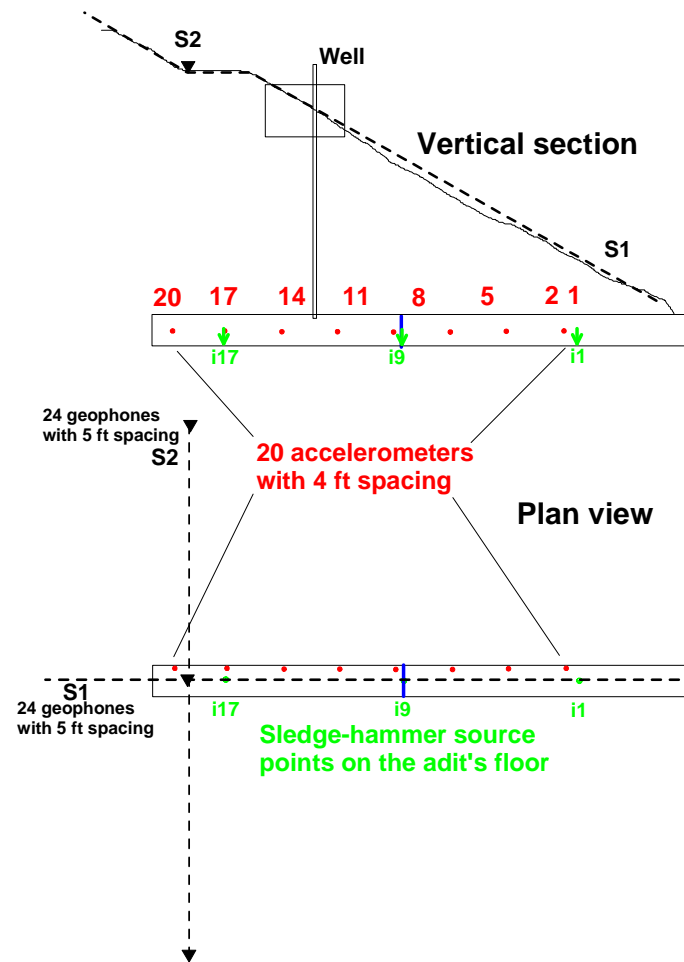 S2
Well
Vertical section
S1
20 17 14 11 8 5 2 1
i17 i9 i1
24 geophones
with 5 ft spacing
S2
20 accelerometers
with 4 ft spacing
Plan view
S1
24 geophones
with 5 ft spacing
i17 i9 i1
Sledge-hammer source
points on the adit's floor